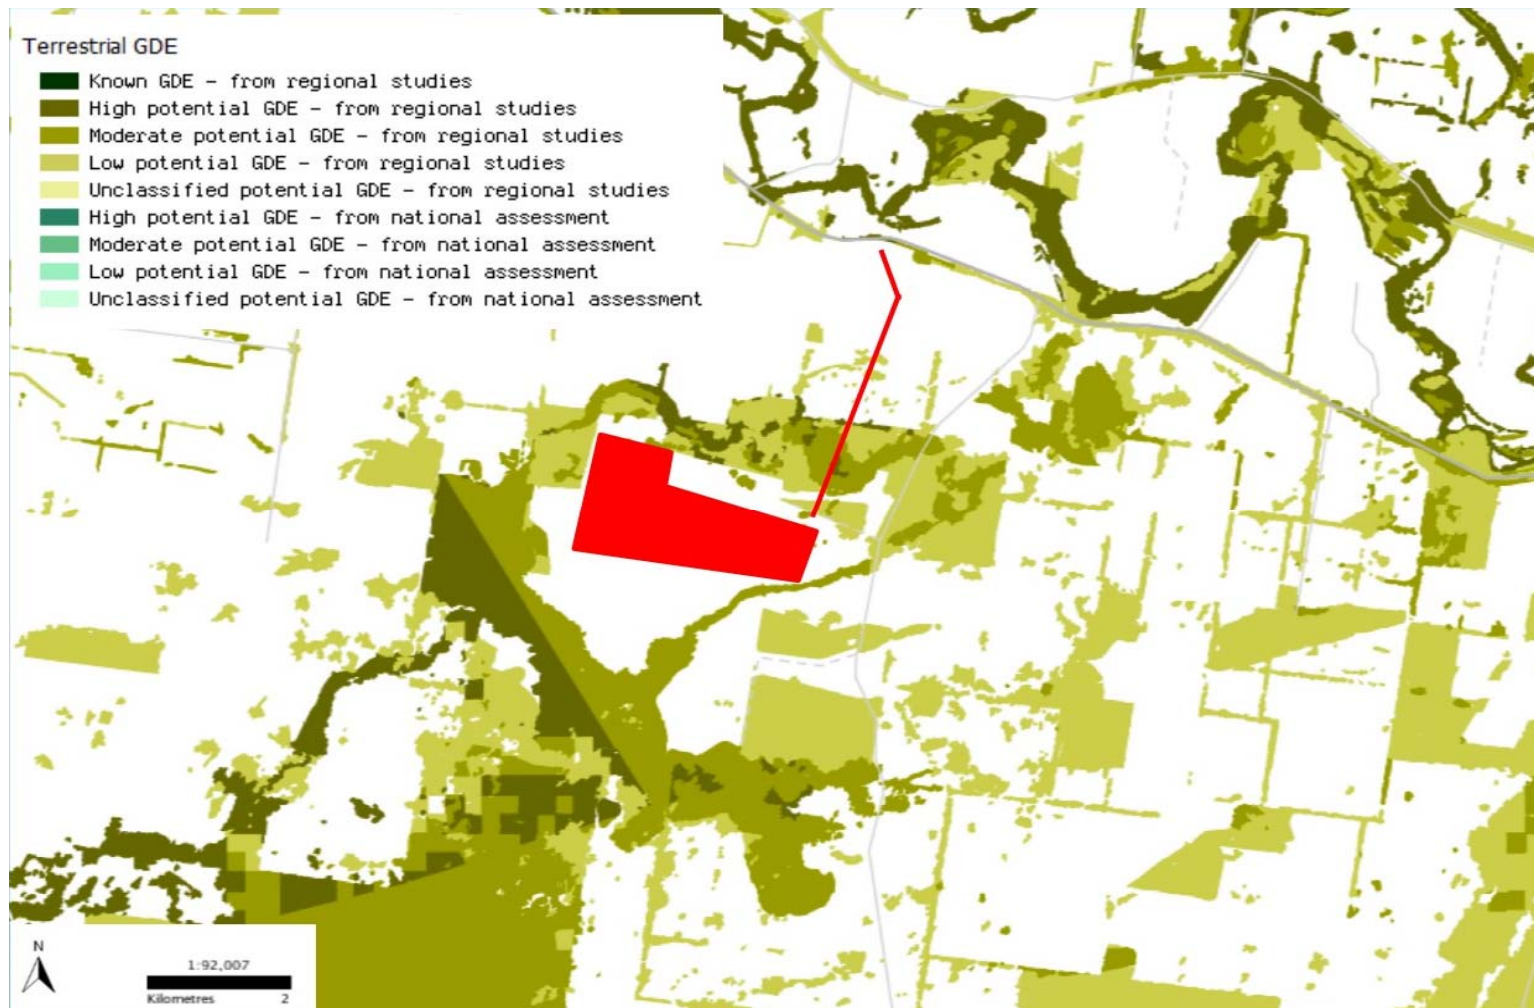 Terrestrial GDE
Known GDE - from regional studies
High potential GDE - from regional studies
Moderate potential GDE - from regional studies
Low potential GDE - from regional studies
Unclassified potential GDE - from regional studies
High potential GDE - from national assessment
Moderate potential GDE - from national assessment
Low potential GDE - from national assessment
Unclassified potential GDE - from national assessment
N
1:92,007
Kilometres 2